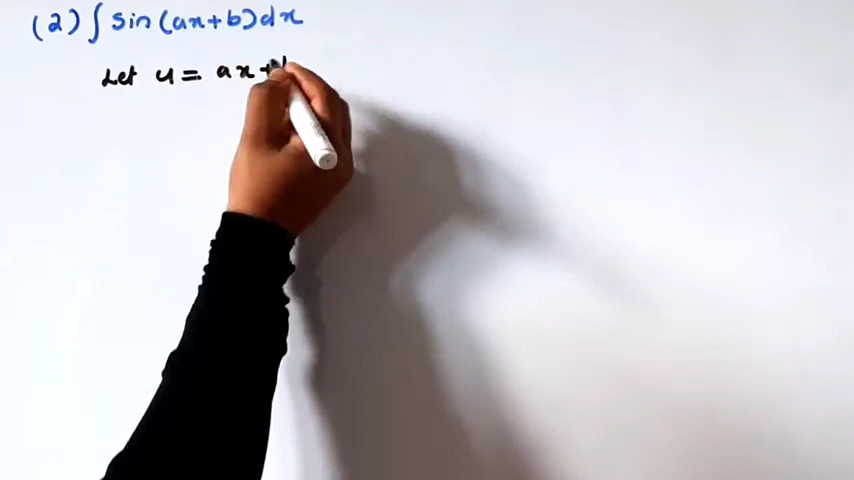 (2) ∫ sin (ax+b)dx
Let u = ax+